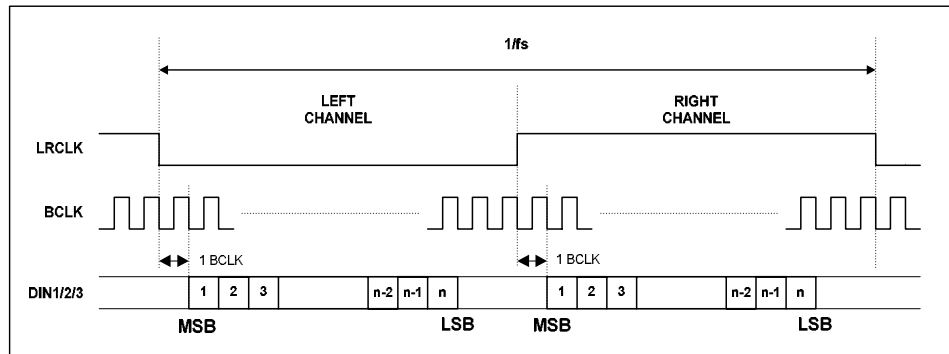 1/fs
LEFT
CHANNEL
RIGHT
CHANNEL
LRCLK
BCLK
1 BCLK
1 BCLK
DIN1/2/3
1 2 3 n-2 n-1 n 1 2 3 n-2 n-1 n
MSB LSB MSB LSB